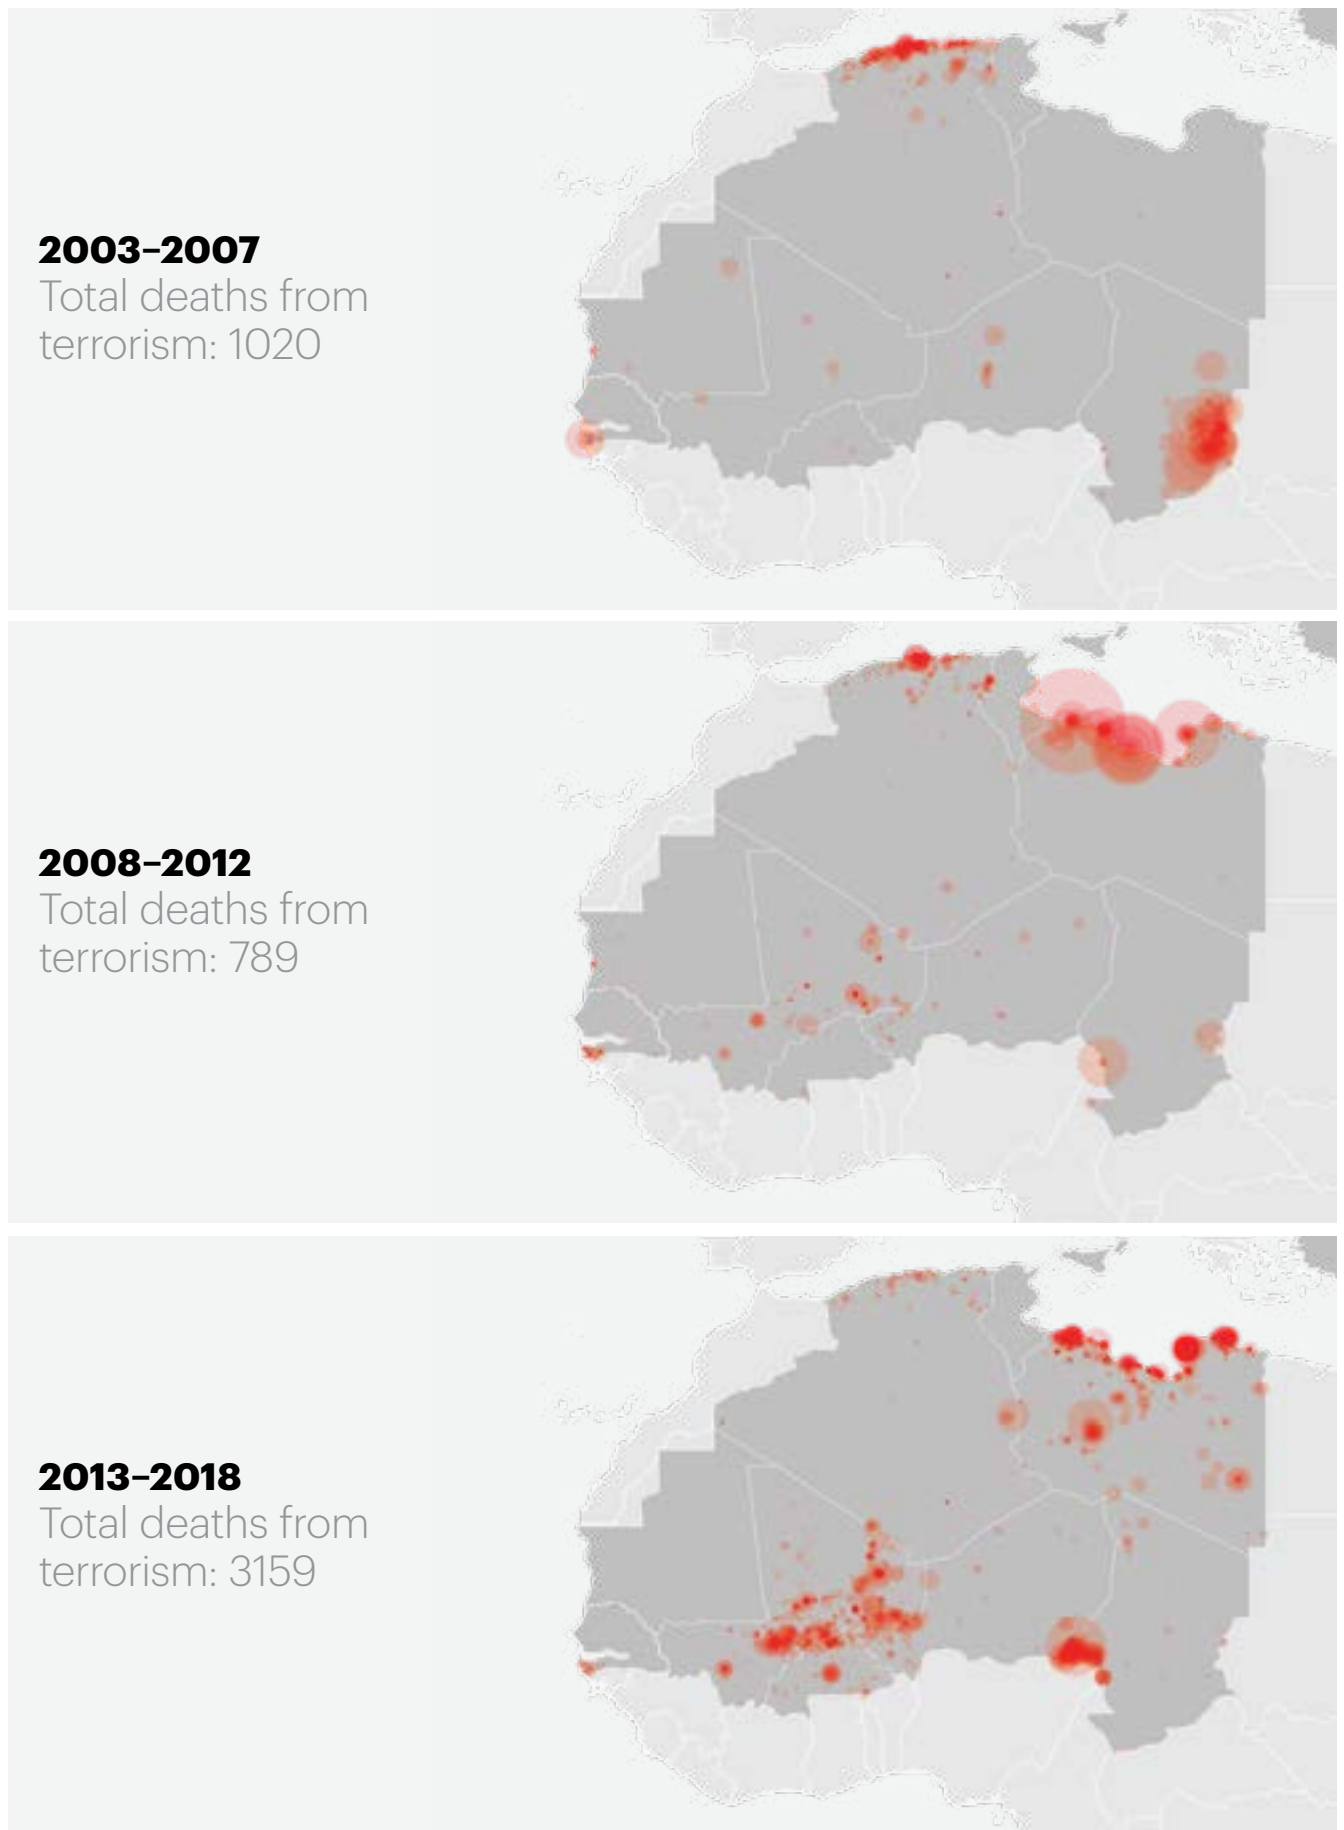 2003–2007
Total deaths from
terrorism: 1020
2008–2012
Total deaths from
terrorism: 789
2013–2018
Total deaths from
terrorism: 3159